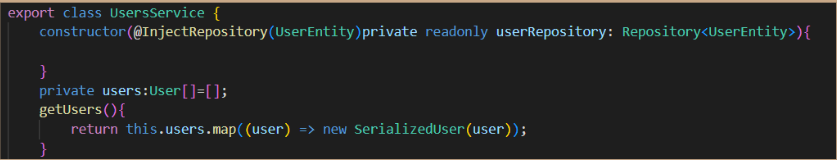 export class UsersService {
    constructor(@InjectRepository(UserEntity)private readonly userRepository: Repository<UserEntity>){

    }
    private users:User[]=[];
    getUsers(){
        return this.users.map((user) => new SerializedUser(user));
    }